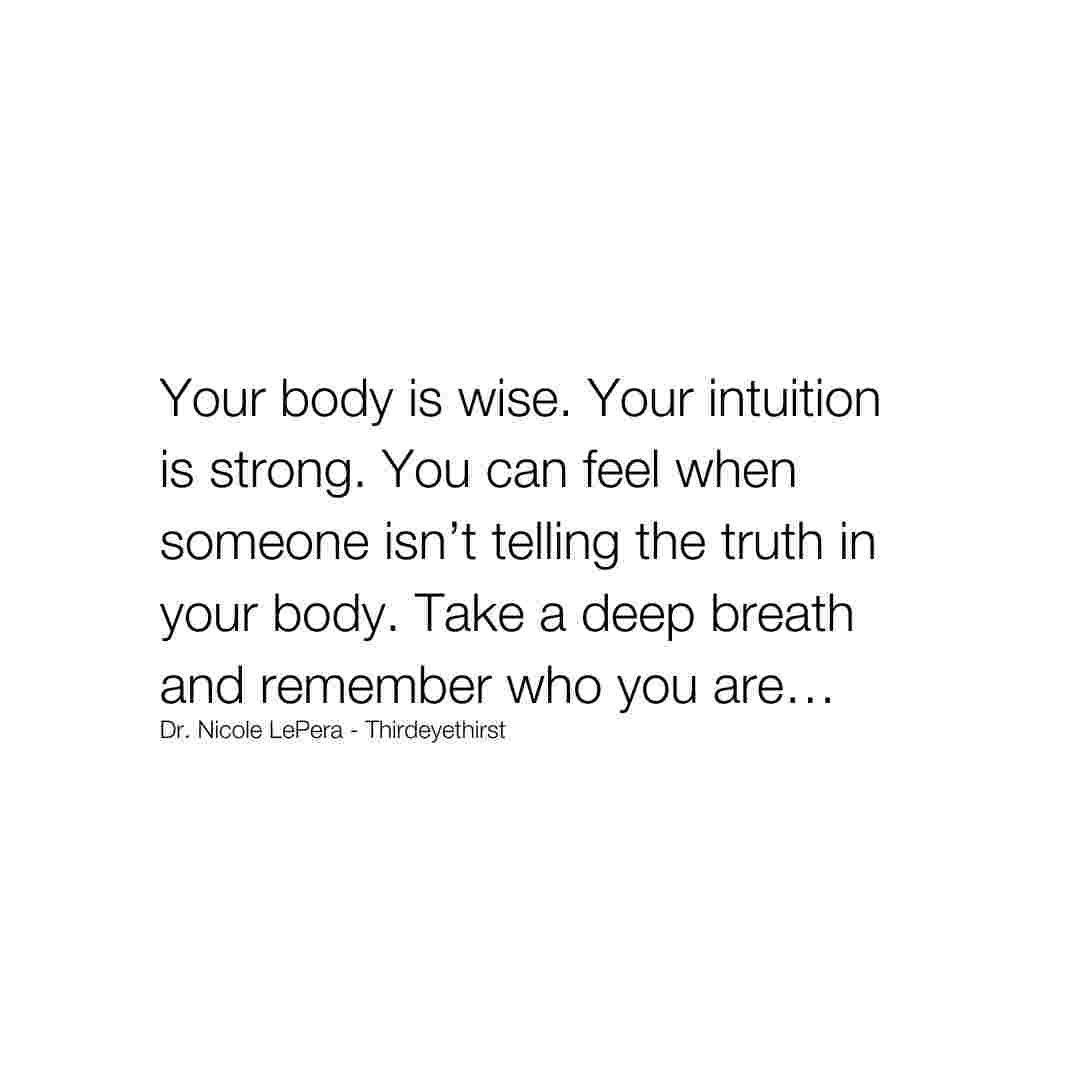 Your body is wise. Your intuition
is strong. You can feel when
someone isn’t telling the truth in
your body. Take a deep breath
and remember who you are…
Dr. Nicole LePera - Thirdeyethirst